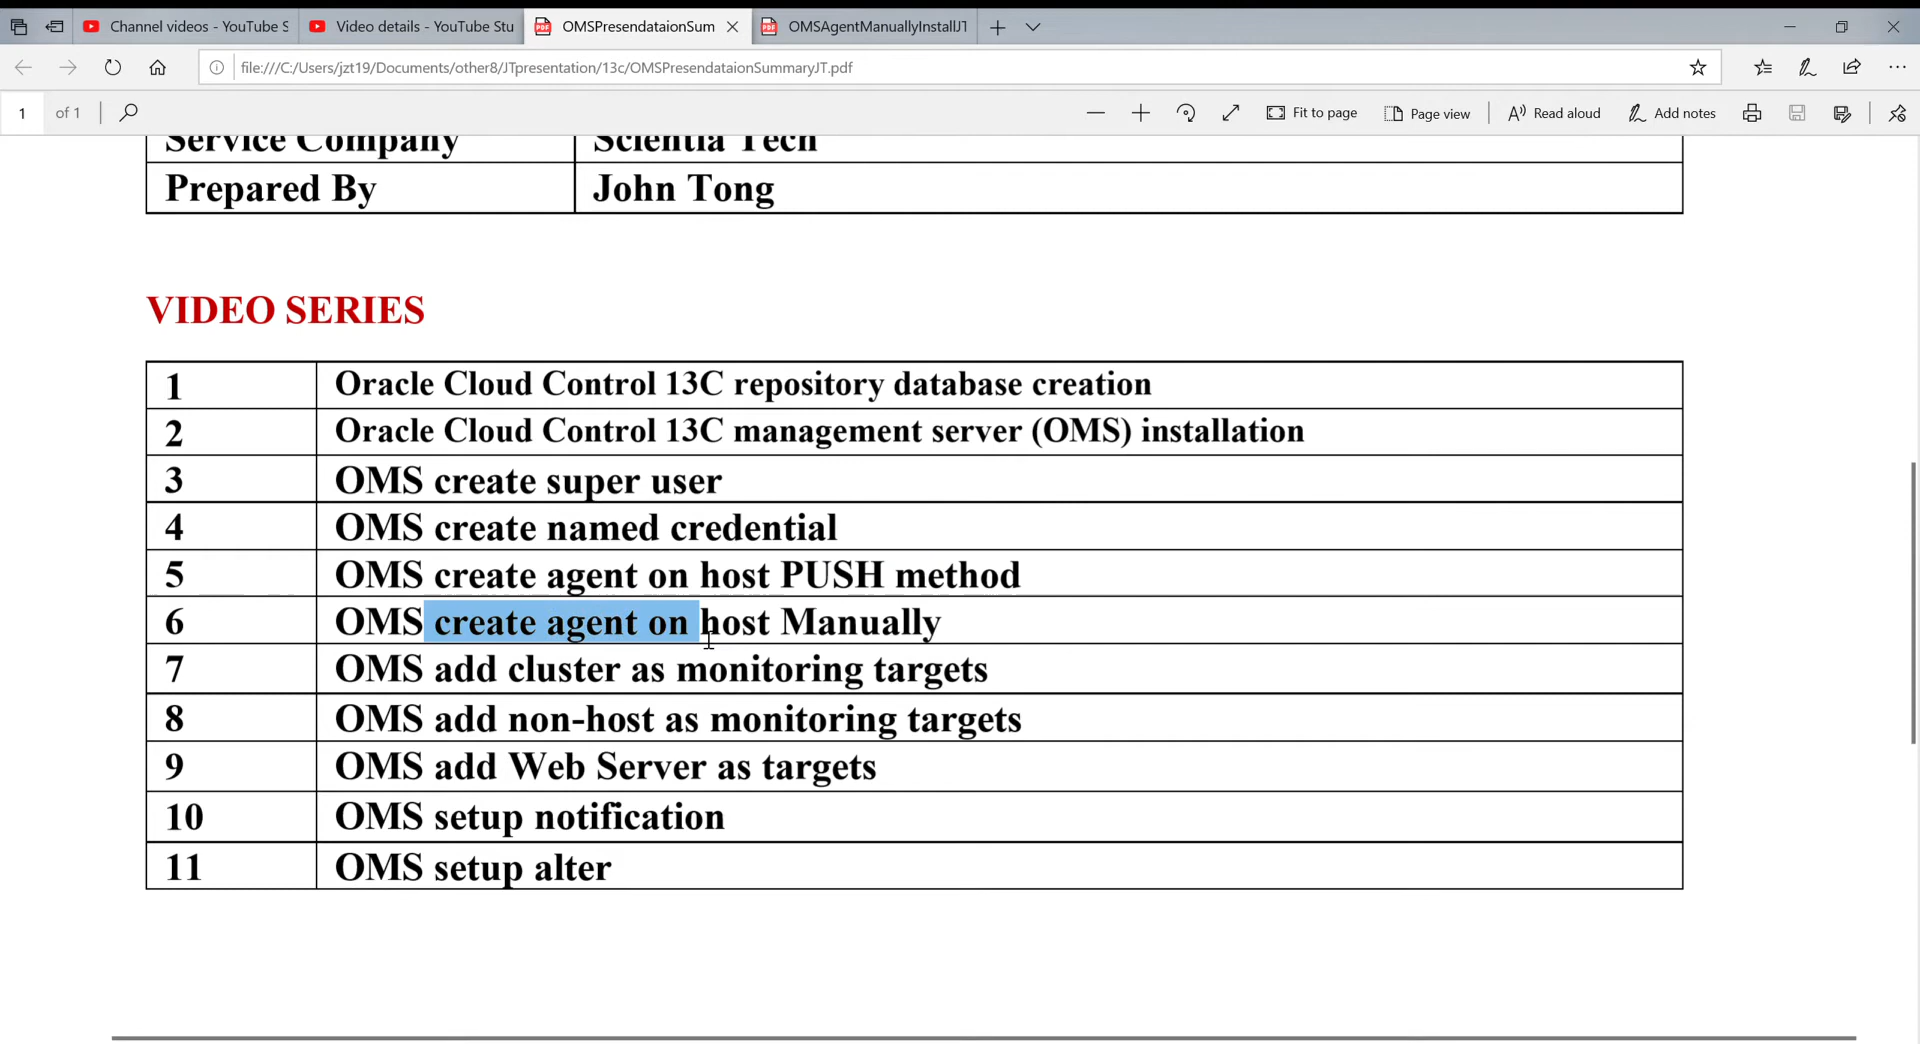 Channel videos - YouTube S
Video details - YouTube Stu
OMSPresendataionSum
OMSAgentManuallyInstallJT
file:///C:/Users/jzt19/Documents/other8/JTpresentation/13c/OMSPresendataionSummaryJT.pdf
1 of 1
Fit to page
Page view
Read aloud
Add notes
Service Company Scientia Tech
Prepared By John Tong
VIDEO SERIES
1 Oracle Cloud Control 13C repository database creation
2 Oracle Cloud Control 13C management server (OMS) installation
3 OMS create super user
4 OMS create named credential
5 OMS create agent on host PUSH method
6 OMS create agent on host Manually
7 OMS add cluster as monitoring targets
8 OMS add non-host as monitoring targets
9 OMS add Web Server as targets
10 OMS setup notification
11 OMS setup alter